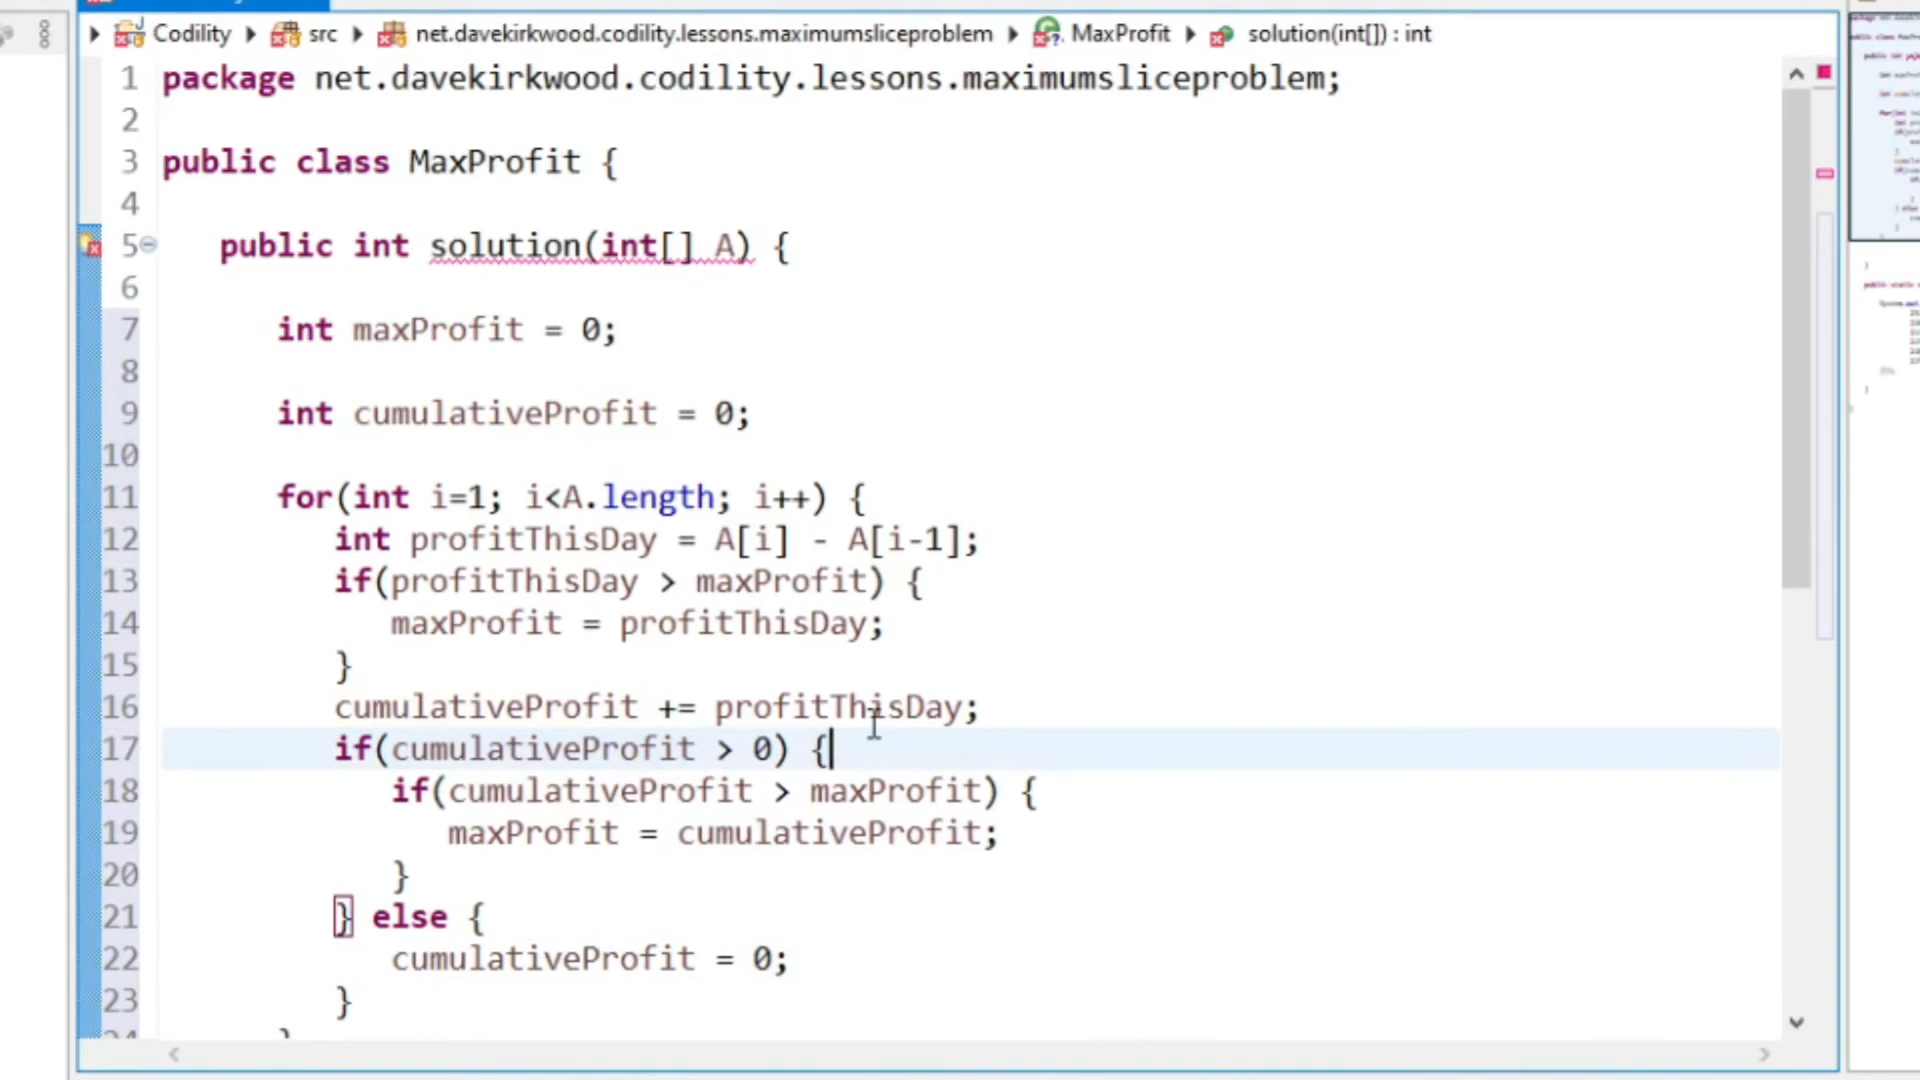 Codility src net.davekirkwood.codility.lessons.maximumsliceproblem MaxProfit solution(int[]) : int
1 package net.davekirkwood.codility.lessons.maximumsliceproblem;
2
3 public class MaxProfit {
4
5 public int solution(int[] A) {
6
7 int maxProfit = 0;
8
9 int cumulativeProfit = 0;
10
11 for(int i=1; i<A.length; i++) {
12 int profitThisDay = A[i] - A[i-1];
13 if(profitThisDay > maxProfit) {
14 maxProfit = profitThisDay;
15 }
16 cumulativeProfit += profitThisDay;
17 if(cumulativeProfit > 0) {
18 if(cumulativeProfit > maxProfit) {
19 maxProfit = cumulativeProfit;
20 }
21 } else {
22 cumulativeProfit = 0;
23 }